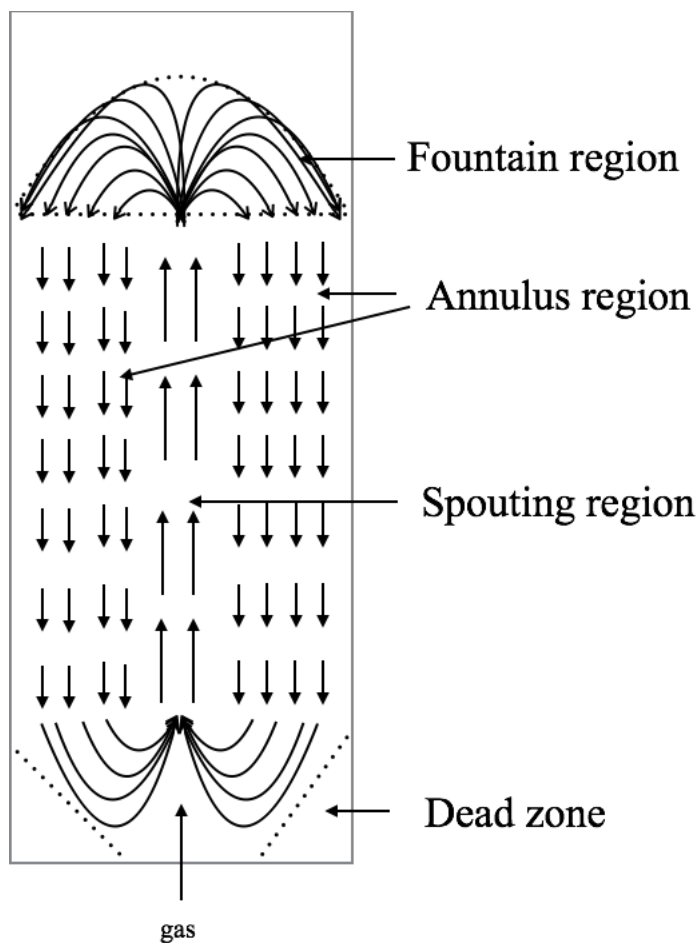 Fountain region
Annulus region
Spouting region
Dead zone
gas